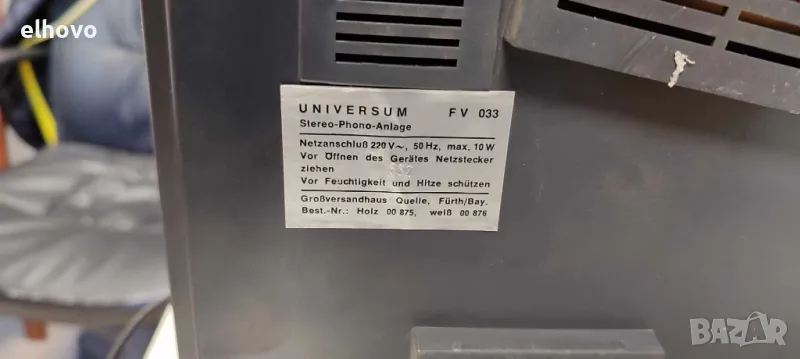 elhovo
UNIVERSUM FV 033
Stereo-Phono-Anlage
Netzanschluß 220 V~, 50 Hz, max. 10 W
Vor Öffnen des Gerätes Netzstecker
ziehen
Vor Feuchtigkeit und Hitze schützen
Großversandhaus Quelle, Fürth/Bay.
Best.-Nr.: Holz 00 875, weiß 00 876
BAZAR